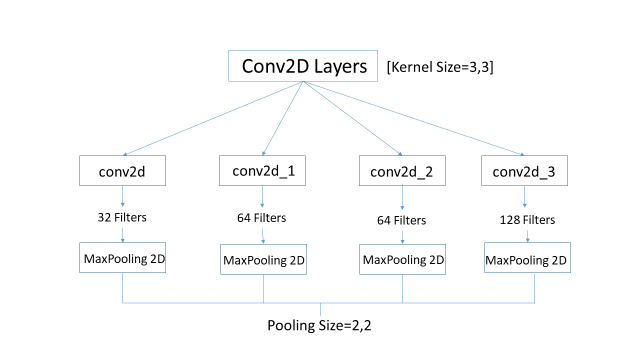 Conv2D Layers [Kernel Size=3,3]
conv2d conv2d_1 conv2d_2 conv2d_3
32 Filters 64 Filters 64 Filters 128 Filters
MaxPooling 2D MaxPooling 2D MaxPooling 2D MaxPooling 2D
Pooling Size=2,2